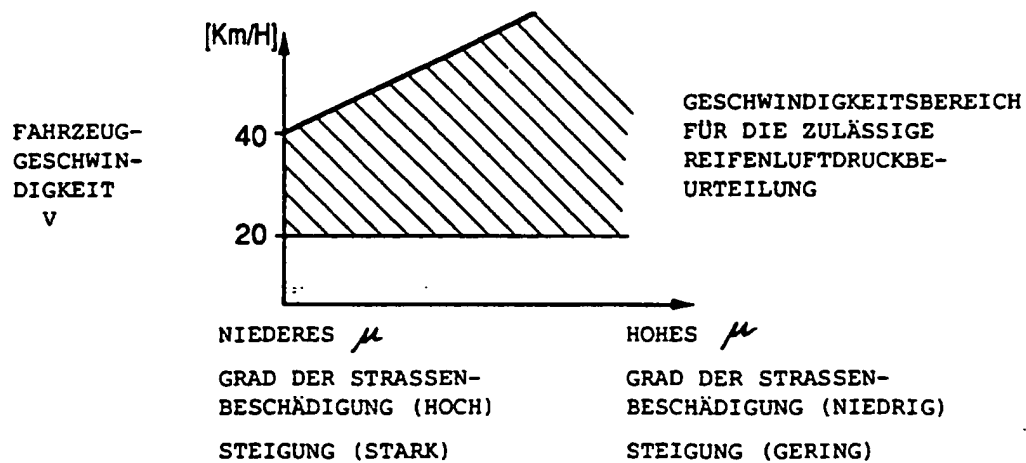 [Km/H]
FAHRZEUG-
GESCHWIN-
DIGKEIT
V
40
20
GESCHWINDIGKEITSBEREICH
FÜR DIE ZULÄSSIGE
REIFENLUFTDRUCKBE-
URTEILUNG
NIEDERES μ
GRAD DER STRASSEN-
BESCHÄDIGUNG (HOCH)
STEIGUNG (STARK)
HOHES μ
GRAD DER STRASSEN-
BESCHÄDIGUNG (NIEDRIG)
STEIGUNG (GERING)